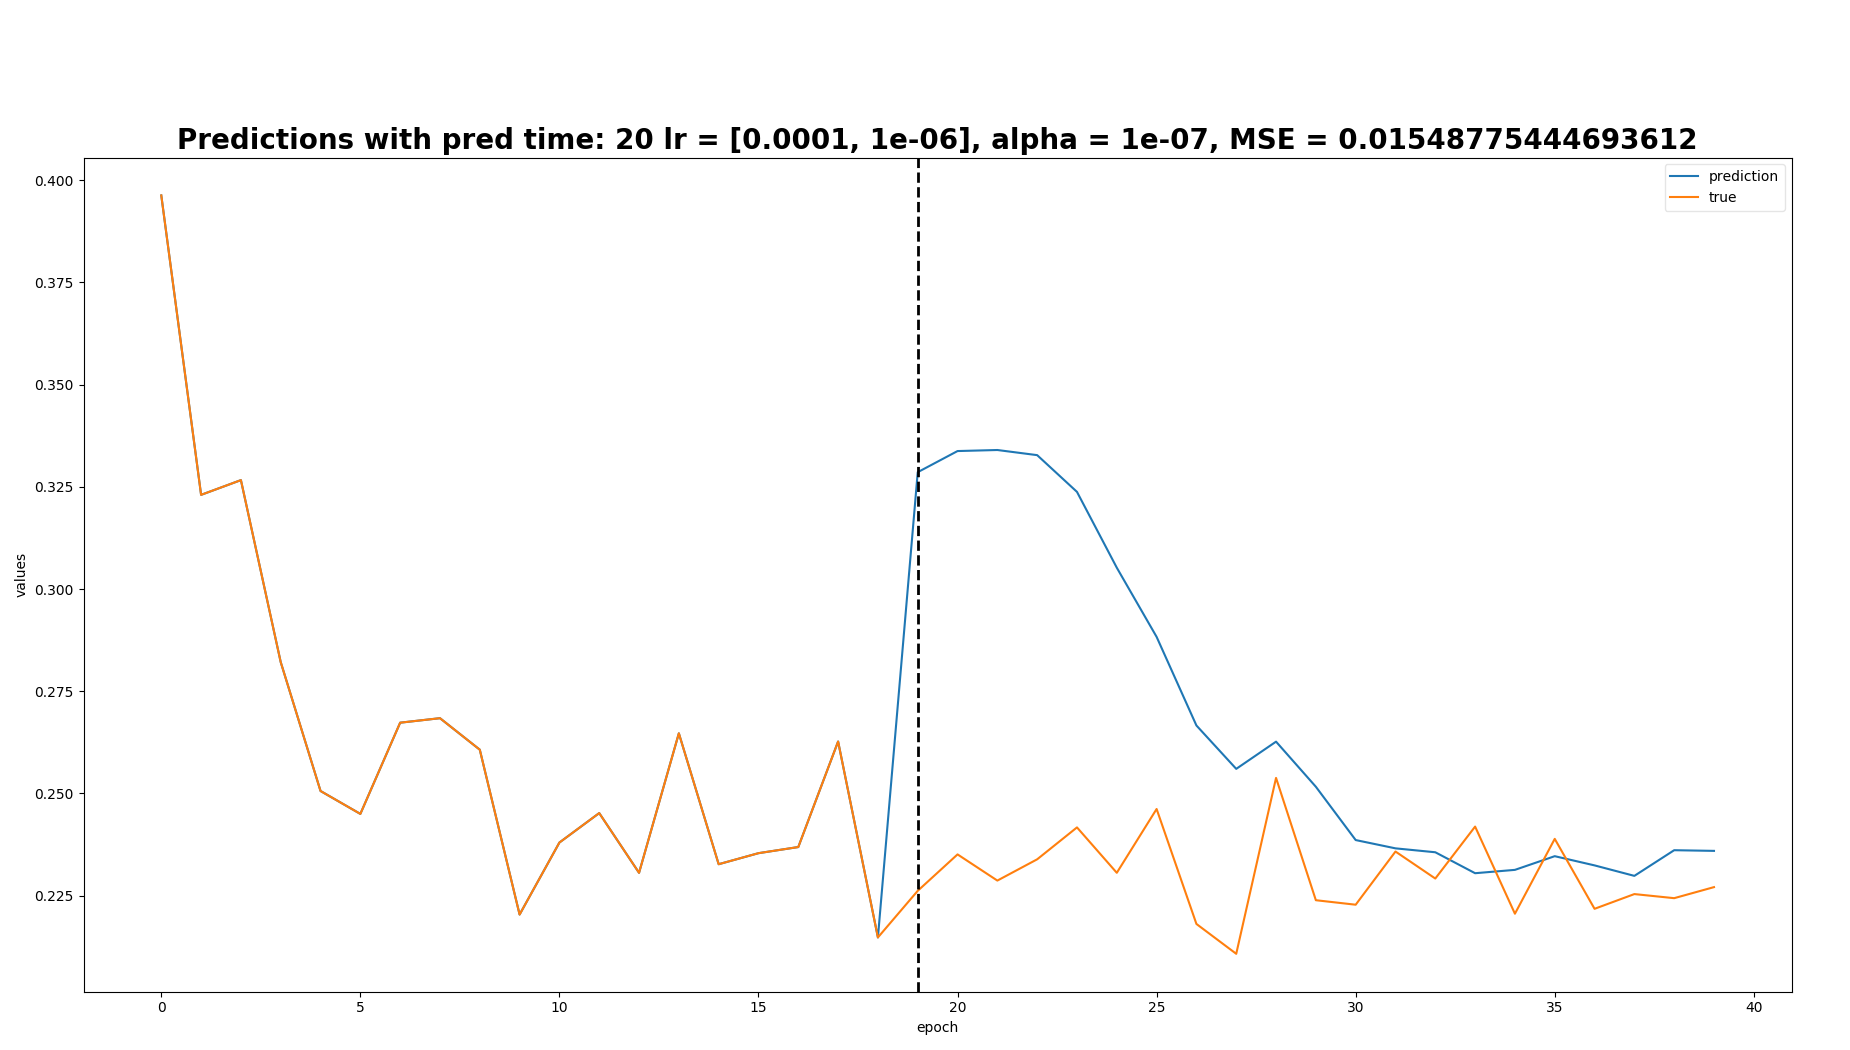 Predictions with pred time: 20 lr = [0.0001, 1e-06], alpha = 1e-07, MSE = 0.01548775444693612
prediction
true
0.400
0.375
0.350
0.325
0.300
0.275
0.250
0.225
values
0 5 10 15 20 25 30 35 40
epoch